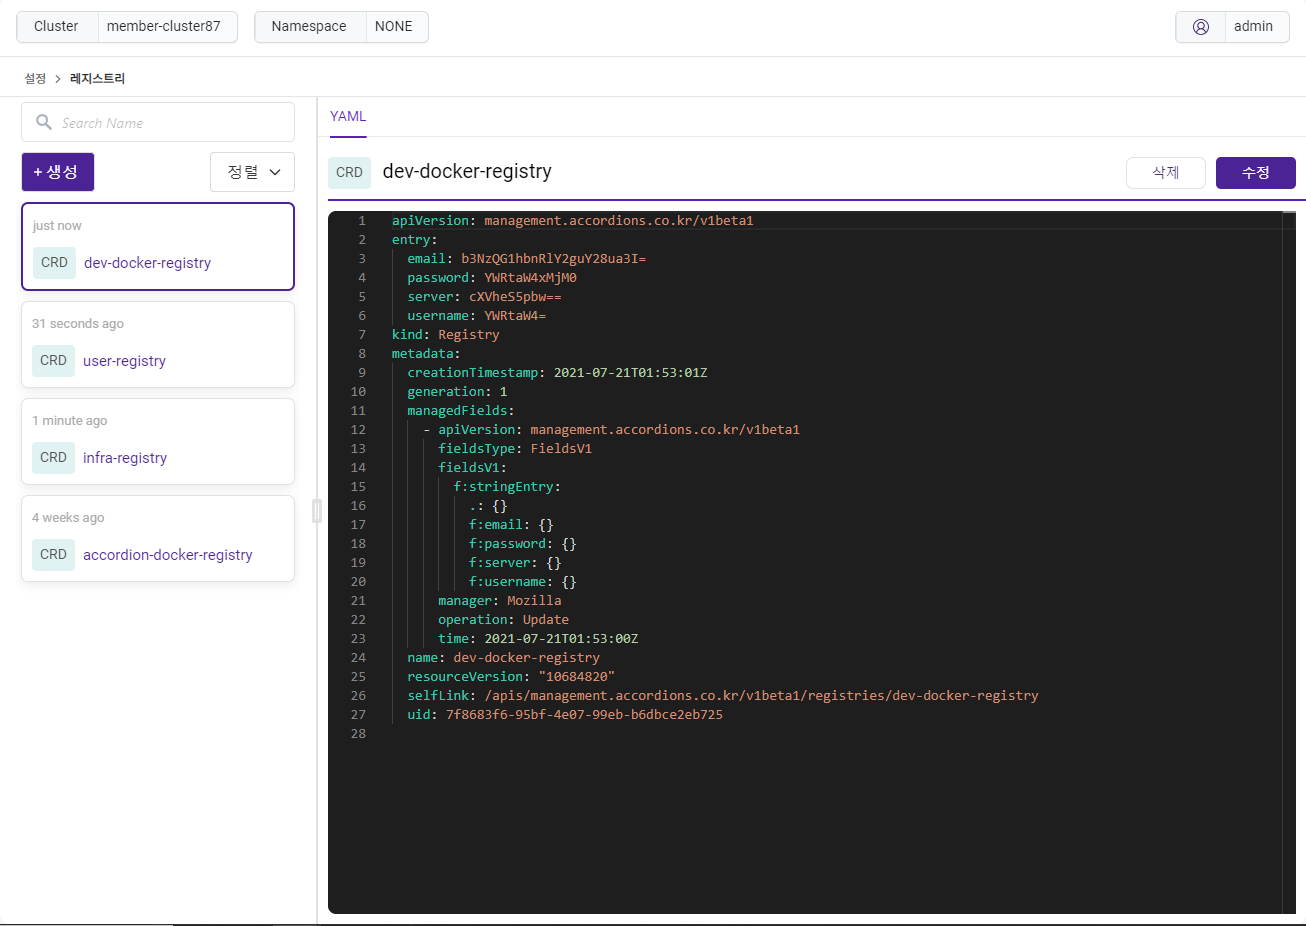 Cluster member-cluster87 Namespace NONE admin
설정 > 레지스트리
Search Name
+ 생성 정렬
just now
CRD dev-docker-registry
31 seconds ago
CRD user-registry
1 minute ago
CRD infra-registry
4 weeks ago
CRD accordion-docker-registry
YAML
CRD dev-docker-registry 삭제 수정
1 apiVersion: management.accordions.co.kr/v1beta1
2 entry:
3 email: b3NzQG1hbnRlY2guY28ua3I=
4 password: YWRtaW4xMjM0
5 server: cXVheS5pbw==
6 username: YWRtaW4=
7 kind: Registry
8 metadata:
9 creationTimestamp: 2021-07-21T01:53:01Z
10 generation: 1
11 managedFields:
12 - apiVersion: management.accordions.co.kr/v1beta1
13 fieldsType: FieldsV1
14 fieldsV1:
15 f:stringEntry:
16 .: {}
17 f:email: {}
18 f:password: {}
19 f:server: {}
20 f:username: {}
21 manager: Mozilla
22 operation: Update
23 time: 2021-07-21T01:53:00Z
24 name: dev-docker-registry
25 resourceVersion: "10684820"
26 selfLink: /apis/management.accordions.co.kr/v1beta1/registries/dev-docker-registry
27 uid: 7f8683f6-95bf-4e07-99eb-b6dbce2eb725
28